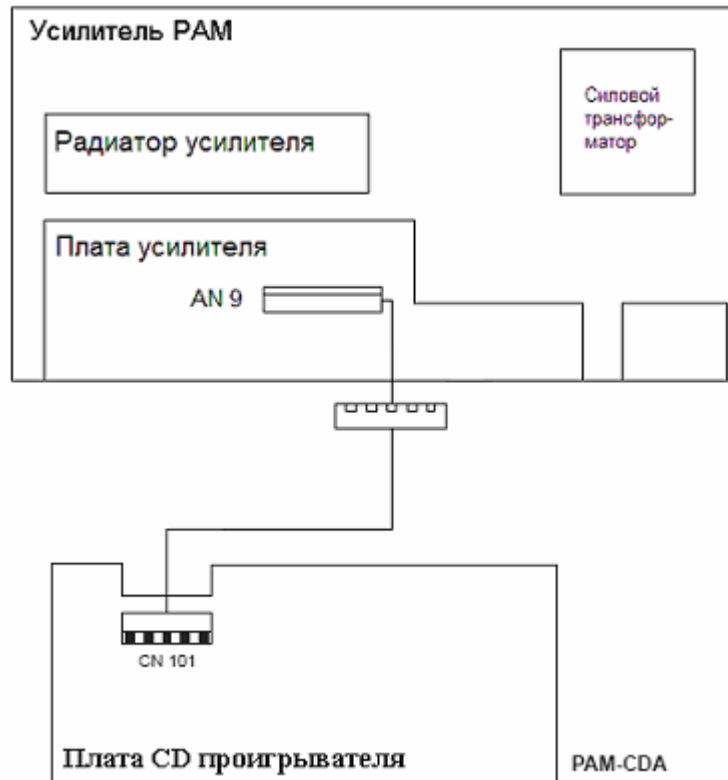 Усилитель PAM
Силовой
трансфор-
матор
Радиатор усилителя
Плата усилителя
AN 9
CN 101
Плата CD проигрывателя
PAM-CDA